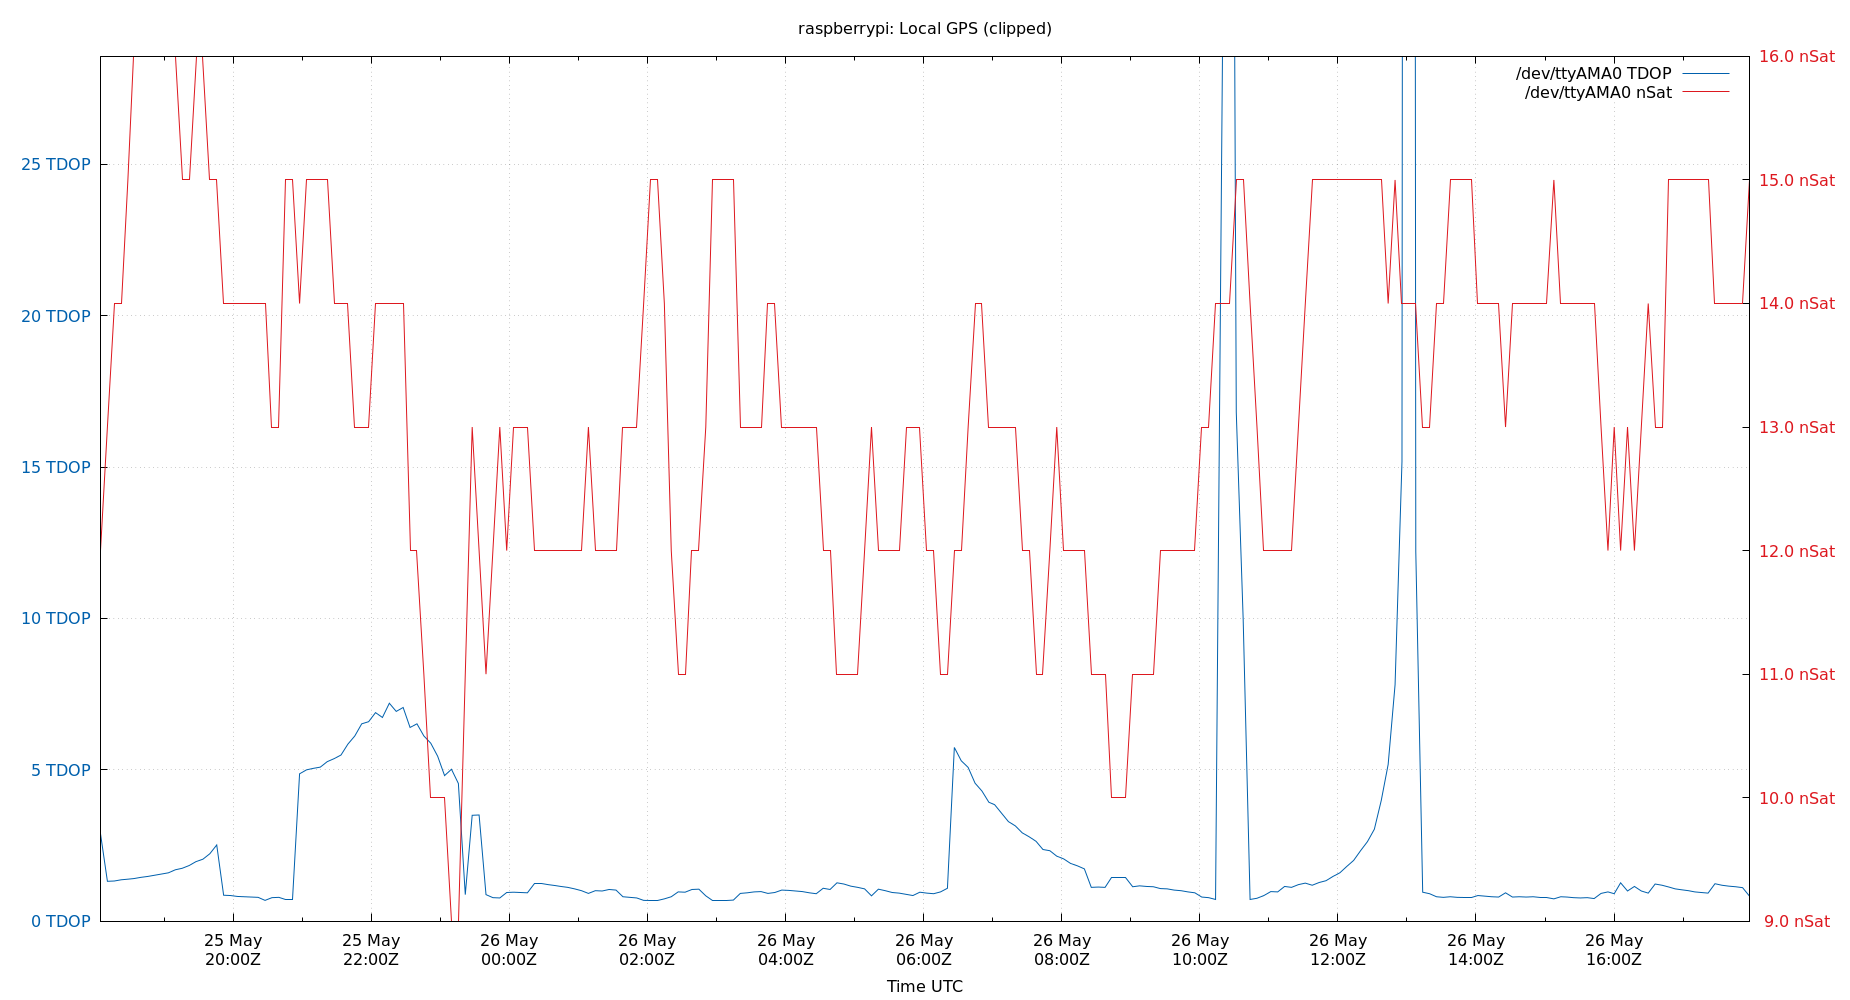 raspberrypi: Local GPS (clipped)
/dev/ttyAMA0 TDOP
/dev/ttyAMA0 nSat
25 TDOP
20 TDOP
15 TDOP
10 TDOP
5 TDOP
0 TDOP
16.0 nSat
15.0 nSat
14.0 nSat
13.0 nSat
12.0 nSat
11.0 nSat
10.0 nSat
9.0 nSat
25 May
20:00Z
25 May
22:00Z
26 May
00:00Z
26 May
02:00Z
26 May
04:00Z
26 May
06:00Z
26 May
08:00Z
26 May
10:00Z
26 May
12:00Z
26 May
14:00Z
26 May
16:00Z
Time UTC